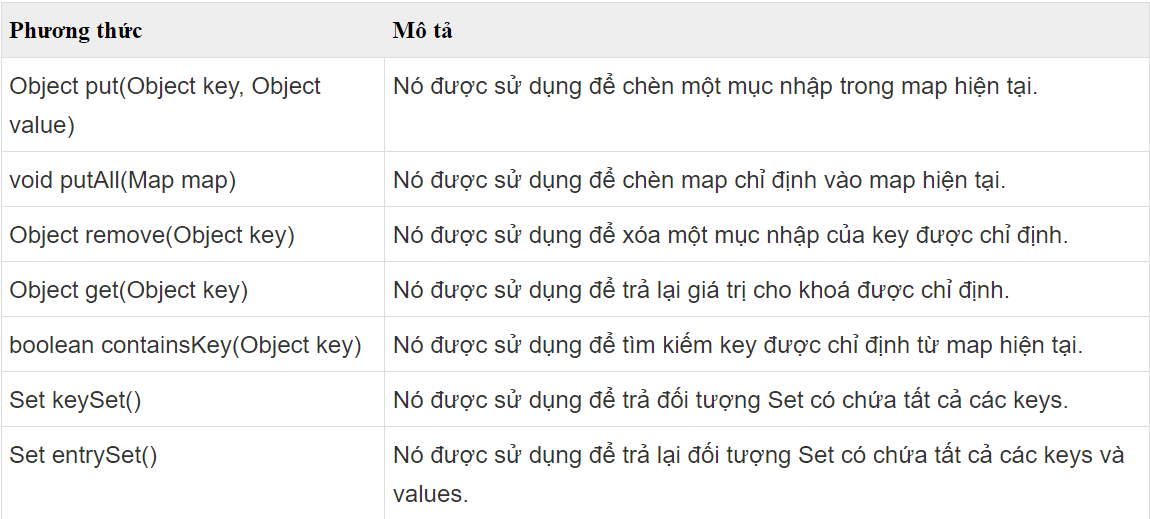 Phương thức Mô tả
Object put(Object key, Object Nó được sử dụng để chèn một mục nhập trong map hiện tại.
value)
void putAll(Map map) Nó được sử dụng để chèn map chỉ định vào map hiện tại.
Object remove(Object key) Nó được sử dụng để xóa một mục nhập của key được chỉ định.
Object get(Object key) Nó được sử dụng để trả lại giá trị cho khoá được chỉ định.
boolean containsKey(Object key) Nó được sử dụng để tìm kiếm key được chỉ định từ map hiện tại.
Set keySet() Nó được sử dụng để trả đối tượng Set có chứa tất cả các keys.
Set entrySet() Nó được sử dụng để trả lại đối tượng Set có chứa tất cả các keys và
values.